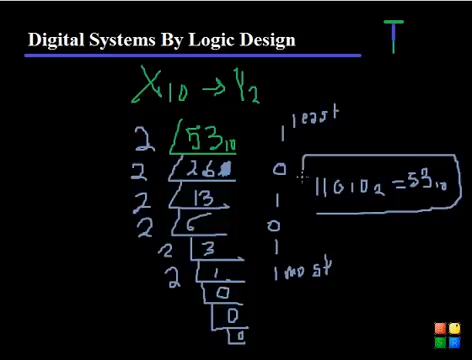 Digital Systems By Logic Design
T
X10 → Y2
2 53 10 1 least
2 26 0
2 13 1
2 6 0
2 3 1
2 1 1 most
0
0
0
110102 = 5310